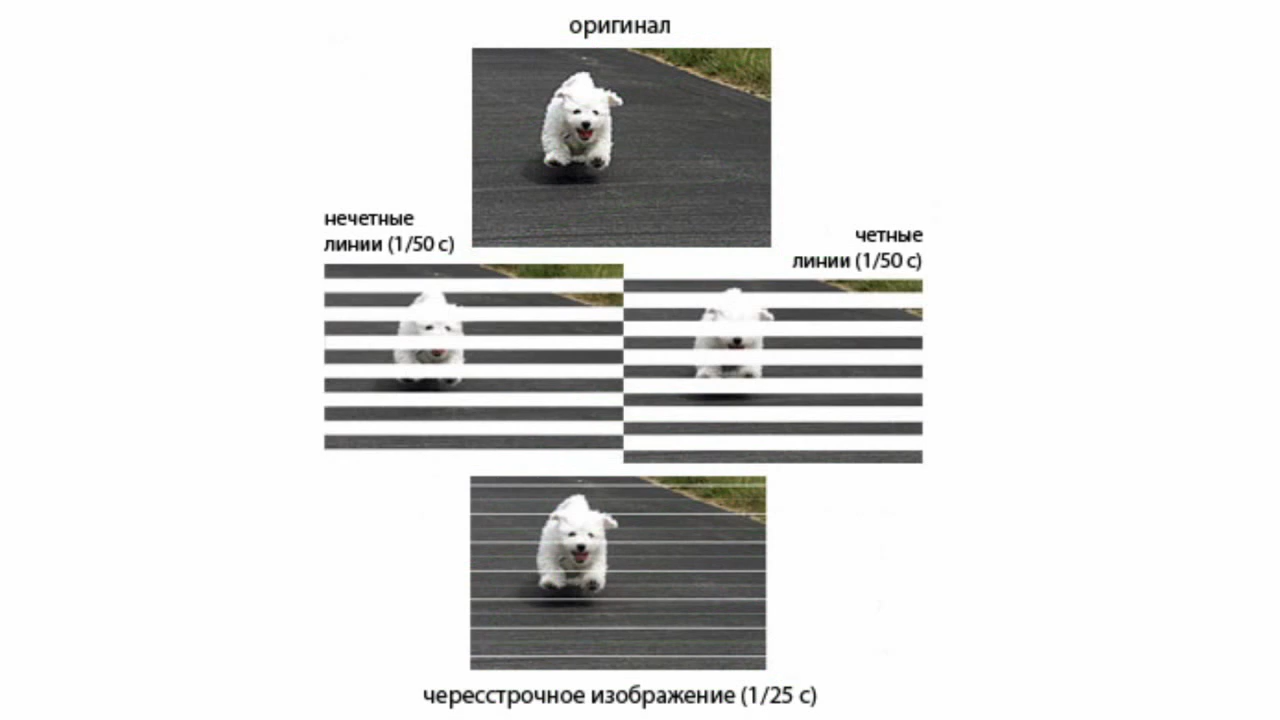 оригинал
нечетные
линии (1/50 с)
четные
линии (1/50 с)
чересстрочное изображение (1/25 с)